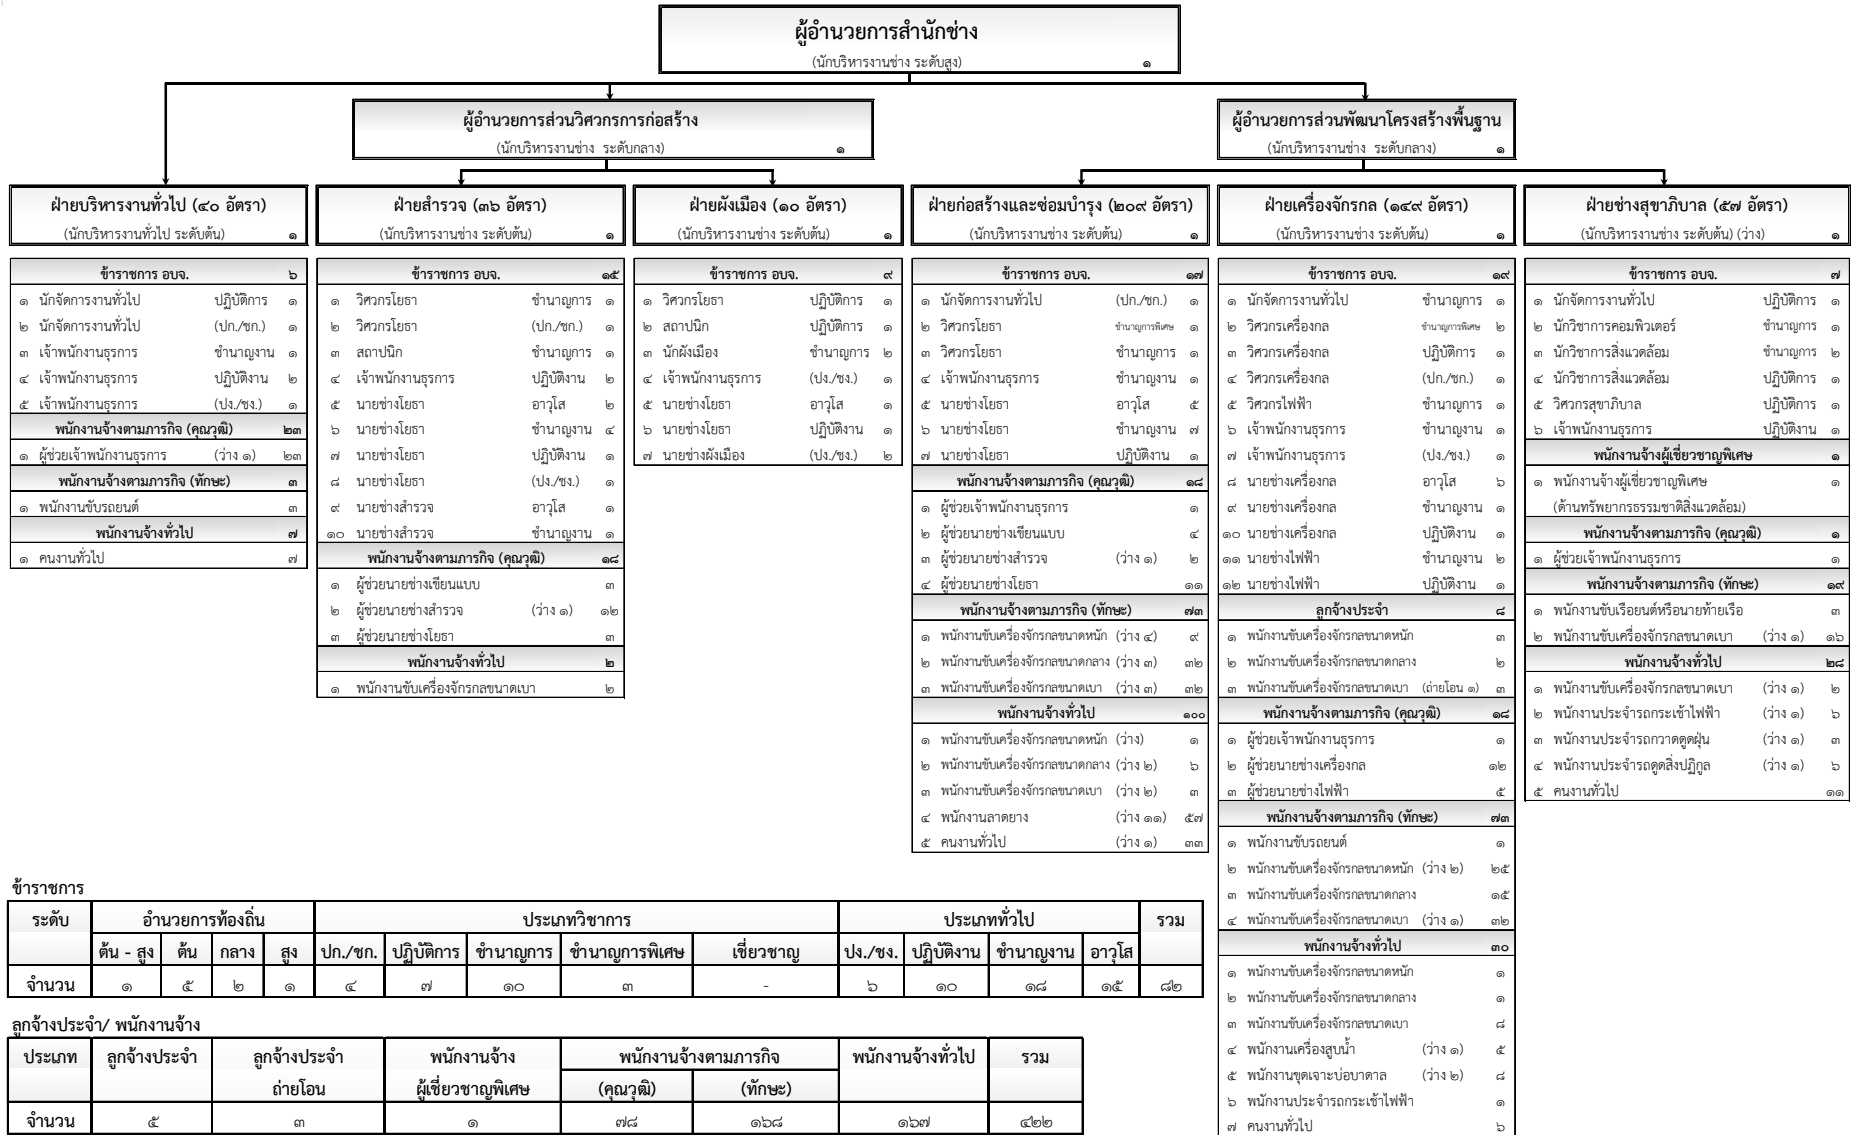 ผู้อำนวยการสำนักช่าง
(นักบริหารงานช่าง ระดับสูง) ๑
ผู้อำนวยการส่วนวิศวกรการก่อสร้าง
(นักบริหารงานช่าง ระดับกลาง) ๑
ผู้อำนวยการส่วนพัฒนาโครงสร้างพื้นฐาน
(นักบริหารงานช่าง ระดับกลาง) ๑
ฝ่ายบริหารงานทั่วไป (๔๐ อัตรา)
(นักบริหารงานทั่วไป ระดับต้น) ๑
ข้าราชการ อบจ. ๖
๑ นักจัดการงานทั่วไป ปฏิบัติการ ๑
๒ นักจัดการงานทั่วไป (ปก./ชก.) ๑
๓ เจ้าพนักงานธุรการ ชำนาญงาน ๑
๔ เจ้าพนักงานธุรการ ปฏิบัติงาน ๒
๕ เจ้าพนักงานธุรการ (ปง./ชง.) ๑
พนักงานจ้างตามภารกิจ (คุณวุฒิ) ๒๓
๑ ผู้ช่วยเจ้าพนักงานธุรการ (ว่าง ๑) ๒๓
พนักงานจ้างตามภารกิจ (ทักษะ) ๓
๑ พนักงานขับรถยนต์ ๓
พนักงานจ้างทั่วไป ๗
๑ คนงานทั่วไป ๗
ฝ่ายสำรวจ (๓๖ อัตรา)
(นักบริหารงานช่าง ระดับต้น) ๑
ข้าราชการ อบจ. ๑๕
๑ วิศวกรโยธา ชำนาญการ ๑
๒ วิศวกรโยธา (ปก./ชก.) ๑
๓ สถาปนิก ชำนาญการ ๑
๔ เจ้าพนักงานธุรการ ปฏิบัติงาน ๒
๕ นายช่างโยธา อาวุโส ๒
๖ นายช่างโยธา ชำนาญงาน ๔
๗ นายช่างโยธา ปฏิบัติงาน ๑
๘ นายช่างโยธา (ปง./ชง.) ๑
๙ นายช่างสำรวจ อาวุโส ๑
๑๐ นายช่างสำรวจ ชำนาญงาน ๑
พนักงานจ้างตามภารกิจ (คุณวุฒิ) ๑๘
๑ ผู้ช่วยนายช่างเขียนแบบ ๓
๒ ผู้ช่วยนายช่างสำรวจ (ว่าง ๑) ๑๒
๓ ผู้ช่วยนายช่างโยธา ๓
พนักงานจ้างทั่วไป ๒
๑ พนักงานขับเครื่องจักรกลขนาดเบา ๒
ฝ่ายผังเมือง (๑๐ อัตรา)
(นักบริหารงานช่าง ระดับต้น) ๑
ข้าราชการ อบจ. ๙
๑ วิศวกรโยธา ปฏิบัติการ ๑
๒ สถาปนิก ปฏิบัติการ ๑
๓ นักผังเมือง ชำนาญการ ๒
๔ เจ้าพนักงานธุรการ (ปง./ชง.) ๑
๕ นายช่างโยธา อาวุโส ๑
๖ นายช่างโยธา ปฏิบัติงาน ๑
๗ นายช่างผังเมือง (ปง./ชง.) ๒
ฝ่ายก่อสร้างและซ่อมบำรุง (๒๐๙ อัตรา)
(นักบริหารงานช่าง ระดับต้น) ๑
ข้าราชการ อบจ. ๑๗
๑ นักจัดการงานทั่วไป (ปก./ชก.) ๑
๒ วิศวกรโยธา ชำนาญการพิเศษ ๑
๓ วิศวกรโยธา ชำนาญการ ๑
๔ เจ้าพนักงานธุรการ ชำนาญงาน ๑
๕ นายช่างโยธา อาวุโส ๕
๖ นายช่างโยธา ชำนาญงาน ๗
๗ นายช่างโยธา ปฏิบัติงาน ๑
พนักงานจ้างตามภารกิจ (คุณวุฒิ) ๑๘
๑ ผู้ช่วยเจ้าพนักงานธุรการ ๑
๒ ผู้ช่วยนายช่างเขียนแบบ ๔
๓ ผู้ช่วยนายช่างสำรวจ (ว่าง ๑) ๒
๔ ผู้ช่วยนายช่างโยธา ๑๑
พนักงานจ้างตามภารกิจ (ทักษะ) ๗๓
๑ พนักงานขับเครื่องจักรกลขนาดหนัก (ว่าง ๔) ๙
๒ พนักงานขับเครื่องจักรกลขนาดกลาง (ว่าง ๓) ๓๒
๓ พนักงานขับเครื่องจักรกลขนาดเบา (ว่าง ๓) ๓๒
พนักงานจ้างทั่วไป ๑๐๐
๑ พนักงานขับเครื่องจักรกลขนาดหนัก (ว่าง) ๑
๒ พนักงานขับเครื่องจักรกลขนาดกลาง (ว่าง ๒) ๖
๓ พนักงานขับเครื่องจักรกลขนาดเบา (ว่าง ๒) ๓
๔ พนักงานลาดยาง (ว่าง ๑๑) ๕๗
๕ คนงานทั่วไป (ว่าง ๑) ๓๓
ฝ่ายเครื่องจักรกล (๑๔๙ อัตรา)
(นักบริหารงานช่าง ระดับต้น) ๑
ข้าราชการ อบจ. ๑๙
๑ นักจัดการงานทั่วไป ชำนาญการ ๑
๒ วิศวกรเครื่องกล ชำนาญการพิเศษ ๒
๓ วิศวกรเครื่องกล ปฏิบัติการ ๑
๔ วิศวกรเครื่องกล (ปก./ชก.) ๑
๕ วิศวกรไฟฟ้า ชำนาญการ ๑
๖ เจ้าพนักงานธุรการ ชำนาญงาน ๑
๗ เจ้าพนักงานธุรการ (ปง./ชง.) ๑
๘ นายช่างเครื่องกล อาวุโส ๖
๙ นายช่างเครื่องกล ชำนาญงาน ๑
๑๐ นายช่างเครื่องกล ปฏิบัติงาน ๑
๑๑ นายช่างไฟฟ้า ชำนาญงาน ๒
๑๒ นายช่างไฟฟ้า ปฏิบัติงาน ๑
ลูกจ้างประจำ ๘
๑ พนักงานขับเครื่องจักรกลขนาดหนัก ๓
๒ พนักงานขับเครื่องจักรกลขนาดกลาง ๒
๓ พนักงานขับเครื่องจักรกลขนาดเบา (ถ่ายโอน ๑) ๓
พนักงานจ้างตามภารกิจ (คุณวุฒิ) ๑๘
๑ ผู้ช่วยเจ้าพนักงานธุรการ ๑
๒ ผู้ช่วยนายช่างเครื่องกล ๑๒
๓ ผู้ช่วยนายช่างไฟฟ้า ๕
พนักงานจ้างตามภารกิจ (ทักษะ) ๗๓
๑ พนักงานขับรถยนต์ ๑
๒ พนักงานขับเครื่องจักรกลขนาดหนัก (ว่าง ๒) ๒๕
๓ พนักงานขับเครื่องจักรกลขนาดกลาง ๑๕
๔ พนักงานขับเครื่องจักรกลขนาดเบา (ว่าง ๑) ๓๒
พนักงานจ้างทั่วไป ๓๐
๑ พนักงานขับเครื่องจักรกลขนาดหนัก ๑
๒ พนักงานขับเครื่องจักรกลขนาดกลาง ๑
๓ พนักงานขับเครื่องจักรกลขนาดเบา ๘
๔ พนักงานเครื่องสูบน้ำ (ว่าง ๑) ๕
๕ พนักงานขุดเจาะบ่อบาดาล (ว่าง ๒) ๘
๖ พนักงานประจำรถกระเช้าไฟฟ้า ๑
๗ คนงานทั่วไป ๖
ฝ่ายช่างสุขาภิบาล (๕๗ อัตรา)
(นักบริหารงานช่าง ระดับต้น) (ว่าง) ๑
ข้าราชการ อบจ. ๗
๑ นักจัดการงานทั่วไป ปฏิบัติการ ๑
๒ นักวิชาการคอมพิวเตอร์ ชำนาญการ ๑
๓ นักวิชาการสิ่งแวดล้อม ชำนาญการ ๒
๔ นักวิชาการสิ่งแวดล้อม ปฏิบัติการ ๑
๕ วิศวกรสุขาภิบาล ปฏิบัติการ ๑
๖ เจ้าพนักงานธุรการ ปฏิบัติงาน ๑
พนักงานจ้างผู้เชี่ยวชาญพิเศษ ๑
๑ พนักงานจ้างผู้เชี่ยวชาญพิเศษ ๑
(ด้านทรัพยากรธรรมชาติสิ่งแวดล้อม)
พนักงานจ้างตามภารกิจ (คุณวุฒิ) ๑
๑ ผู้ช่วยเจ้าพนักงานธุรการ ๑
พนักงานจ้างตามภารกิจ (ทักษะ) ๑๙
๑ พนักงานขับเรือยนต์หรือนายท้ายเรือ ๓
๒ พนักงานขับเครื่องจักรกลขนาดเบา (ว่าง ๑) ๑๖
พนักงานจ้างทั่วไป ๒๘
๑ พนักงานขับเครื่องจักรกลขนาดเบา (ว่าง ๑) ๒
๒ พนักงานประจำรถกระเช้าไฟฟ้า (ว่าง ๑) ๖
๓ พนักงานประจำรถกวาดดูดฝุ่น (ว่าง ๑) ๓
๔ พนักงานประจำรถดูดสิ่งปฏิกูล (ว่าง ๑) ๖
๕ คนงานทั่วไป ๑๑
ข้าราชการ
ระดับ อำนวยการท้องถิ่น ประเภทวิชาการ ประเภททั่วไป รวม
ต้น - สูง ต้น กลาง สูง ปก./ชก. ปฏิบัติการ ชำนาญการ ชำนาญการพิเศษ เชี่ยวชาญ ปง./ชง. ปฏิบัติงาน ชำนาญงาน อาวุโส
จำนวน ๑ ๕ ๒ ๑ ๔ ๗ ๑๐ ๓ - ๖ ๑๐ ๑๘ ๑๕ ๘๒
ลูกจ้างประจำ/ พนักงานจ้าง
ประเภท ลูกจ้างประจำ ลูกจ้างประจำ พนักงานจ้าง พนักงานจ้างตามภารกิจ พนักงานจ้างทั่วไป รวม
ถ่ายโอน ผู้เชี่ยวชาญพิเศษ (คุณวุฒิ) (ทักษะ)
จำนวน ๕ ๓ ๑ ๗๘ ๑๖๘ ๑๖๗ ๔๒๒